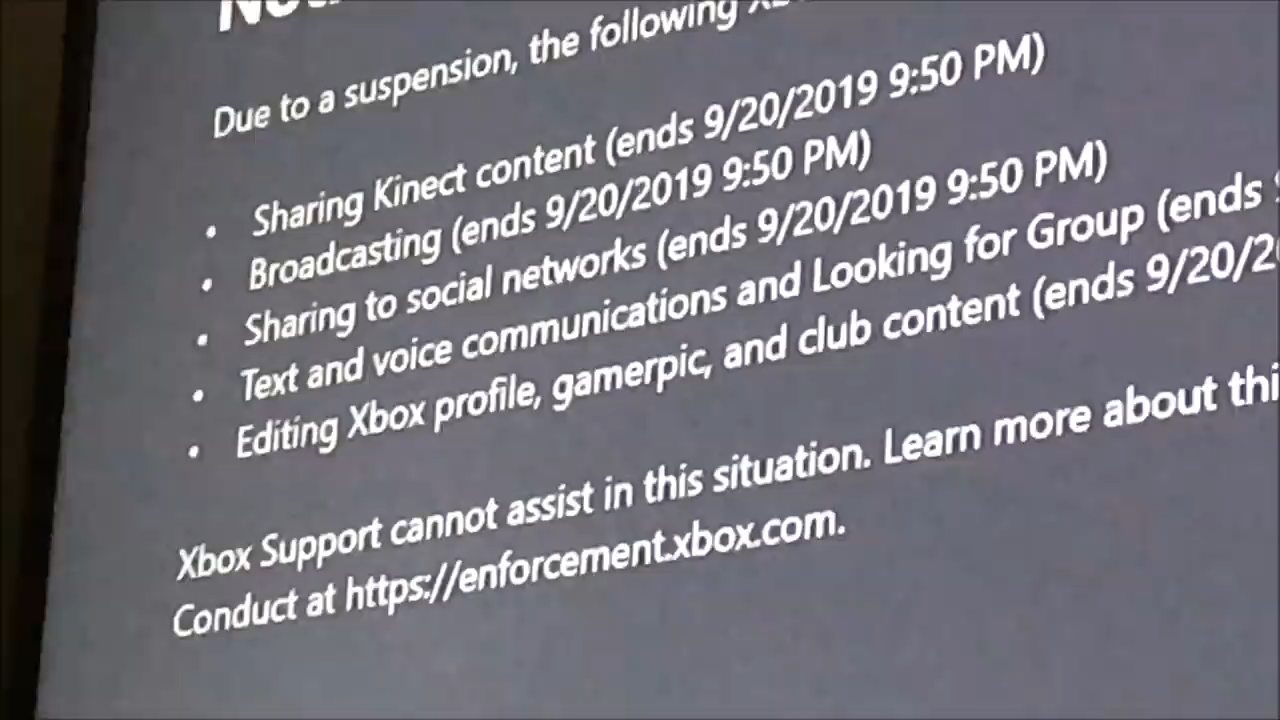 Due to a suspension, the following
• Sharing Kinect content (ends 9/20/2019 9:50 PM)
• Broadcasting (ends 9/20/2019 9:50 PM)
• Sharing to social networks (ends 9/20/2019 9:50 PM)
• Text and voice communications and Looking for Group (ends
• Editing Xbox profile, gamerpic, and club content (ends 9/20/2
Xbox Support cannot assist in this situation. Learn more about
Conduct at https://enforcement.xbox.com.